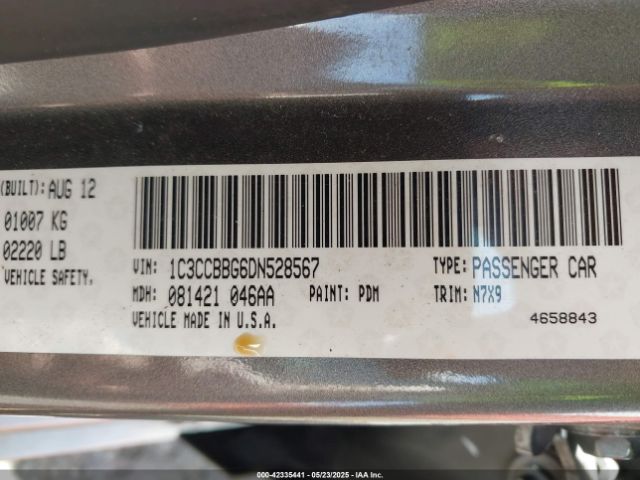 (BUILT): AUG 12
01007 KG
02220 LB
VEHICLE SAFETY,
VIN: 1C3CCBBG6DN528567 TYPE: PASSENGER CAR
MDH: 081421 046AA PAINT: PDM TRIM: N7X9
VEHICLE MADE IN U.S.A. 4658843
000-42335441 - 05/23/2025 - IAA Inc.